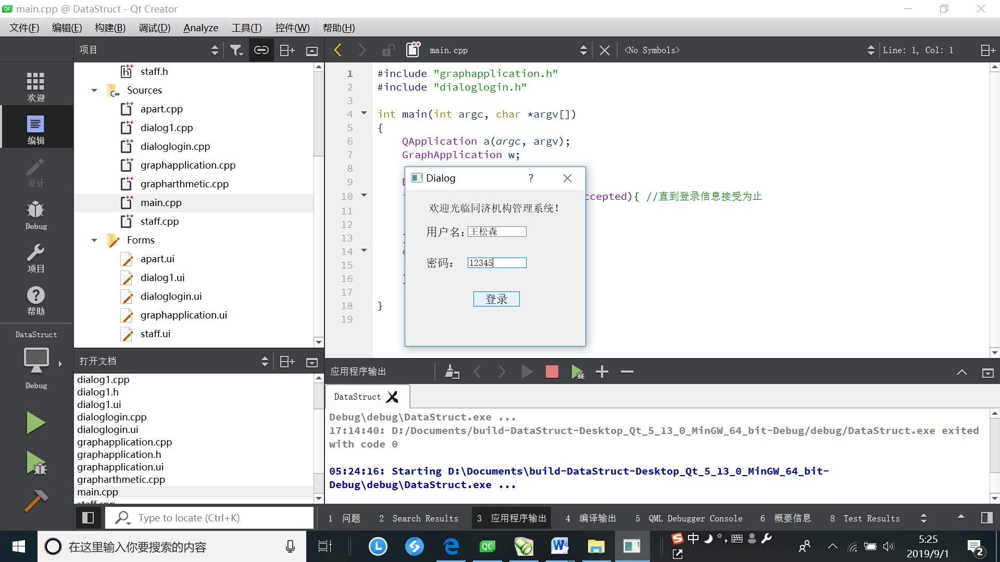 main.cpp @ DataStruct - Qt Creator
文件(F) 编辑(E) 构建(B) 调试(D) Analyze 工具(T) 控件(W) 帮助(H)
项目
main.cpp
<No Symbols>
Line: 1, Col: 1
欢迎
编辑
设计
Debug
项目
帮助
DataStruct
Debug
staff.h
Sources
apart.cpp
dialog1.cpp
dialoglogin.cpp
graphapplication.cpp
grapharthmetic.cpp
main.cpp
staff.cpp
Forms
apart.ui
dialog1.ui
dialoglogin.ui
graphapplication.ui
staff.ui
打开文档
dialog1.cpp
dialog1.h
dialog1.ui
dialoglogin.cpp
dialoglogin.ui
graphapplication.cpp
graphapplication.h
graphapplication.ui
grapharthmetic.cpp
main.cpp
1 #include "graphapplication.h"
2 #include "dialoglogin.h"
3
4 int main(int argc, char *argv[])
5 {
6 QApplication a(argc, argv);
7 GraphApplication w;
8
9
10 ccepted){ //直到登录信息接受为止
11
12
13
14
15
16
17
18 }
19
Dialog ?
欢迎光临同济机构管理系统!
用户名: 王松森
密码: 12345
登录
应用程序输出
DataStruct
Debug\debug\DataStruct.exe ...
17:14:40: D:/Documents/build-DataStruct-Desktop_Qt_5_13_0_MinGW_64_bit-Debug/debug/DataStruct.exe exited
with code 0
05:24:16: Starting D:\Documents\build-DataStruct-Desktop_Qt_5_13_0_MinGW_64_bit-
Debug\debug\DataStruct.exe ...
Type to locate (Ctrl+K)
1 问题 2 Search Results 3 应用程序输出 4 编译输出 5 QML Debugger Console 6 概要信息 8 Test Results
在这里输入你要搜索的内容
中
5:25
2019/9/1
2